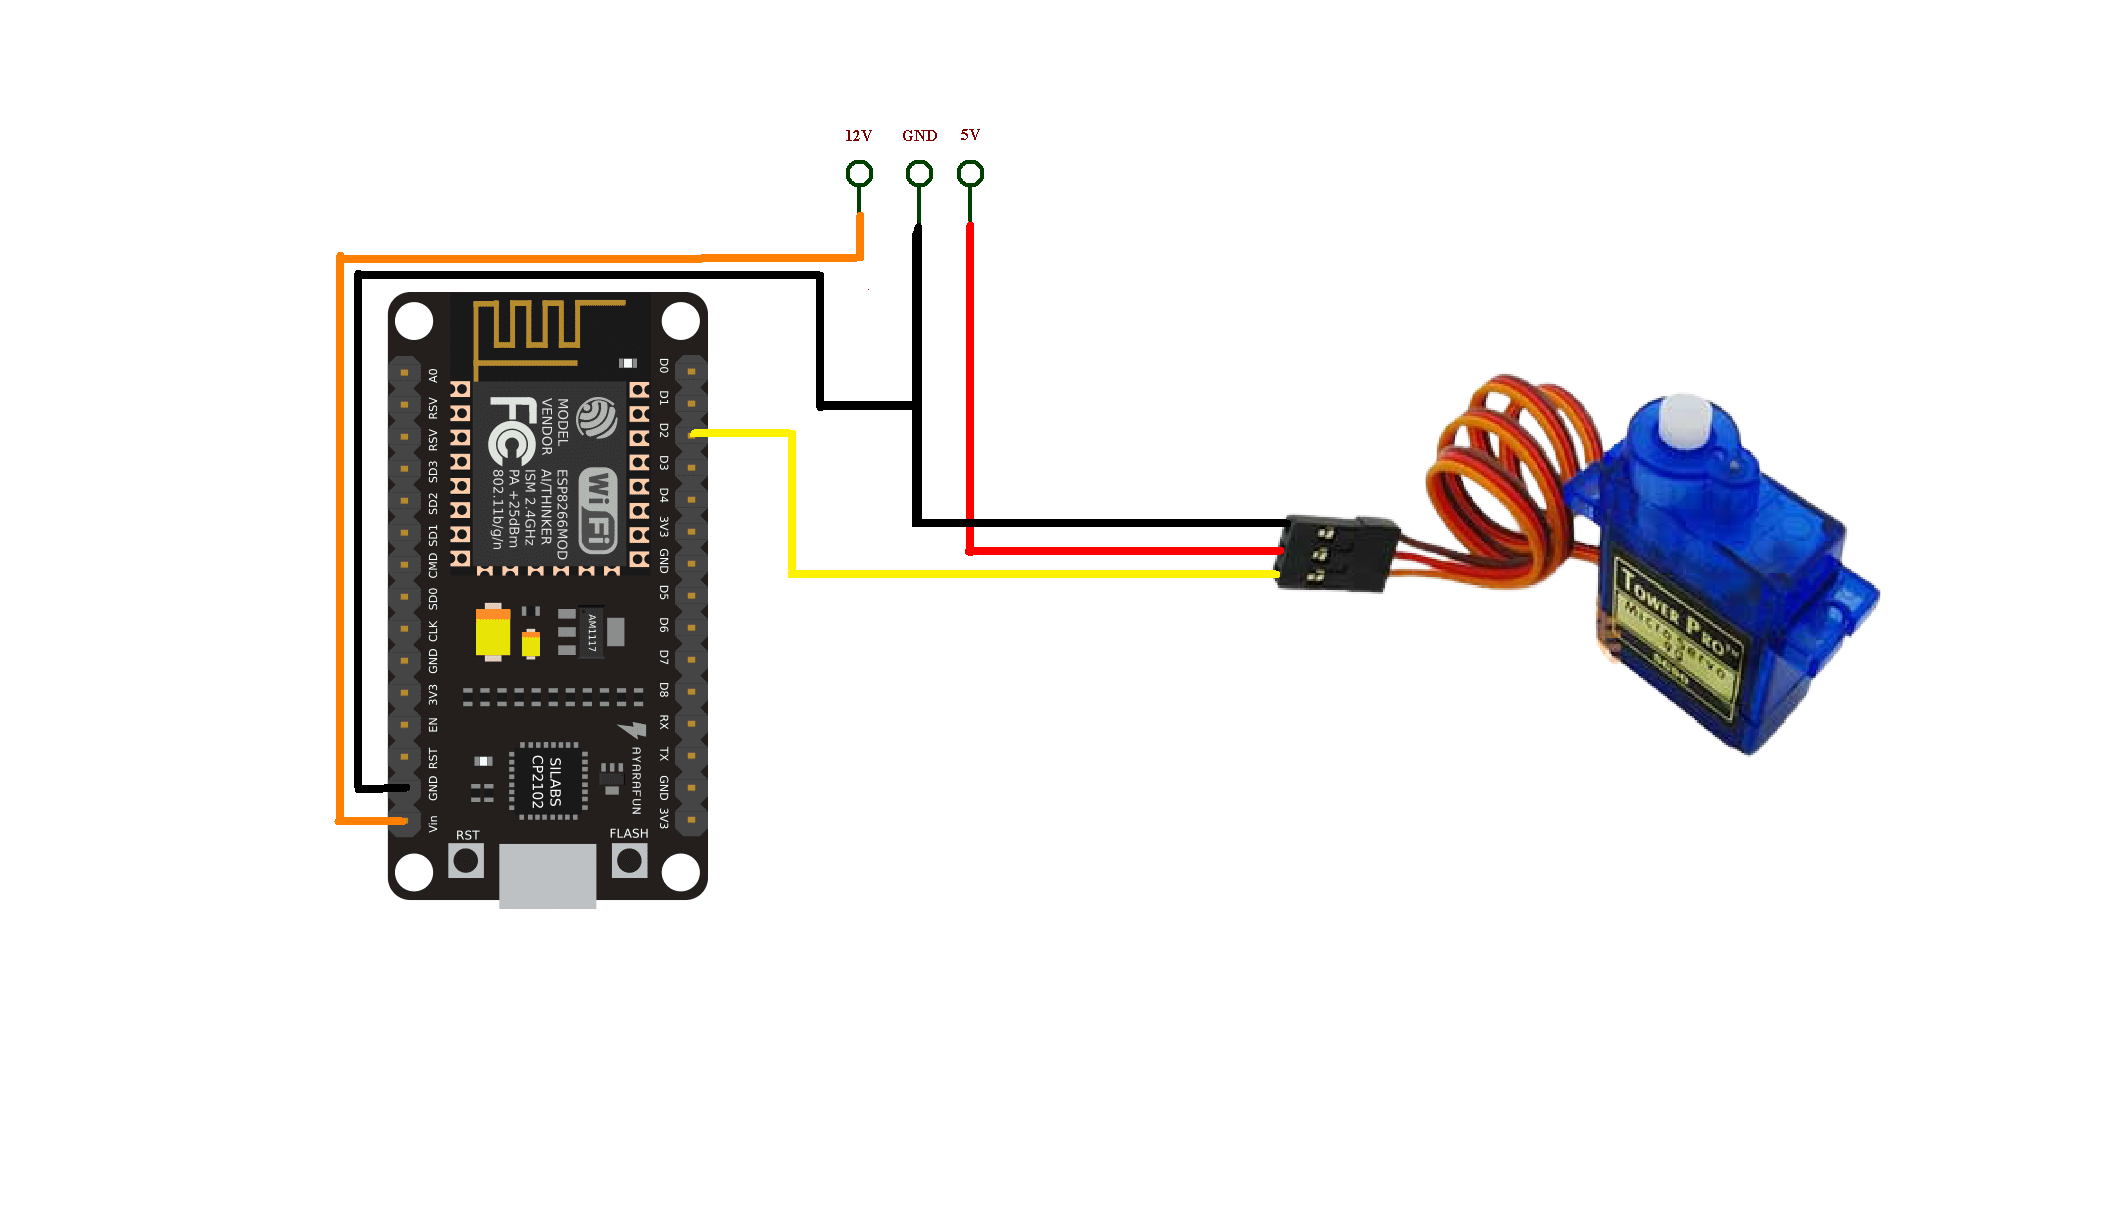 12V GND 5V
A0
RSV
RSV
SD3
SD2
SD1
CMD
SD0
CLK
GND
3V3
EN
RST
GND
Vin
FCC
MODEL
VENDOR
ESP8266MOD
AI/THINKER
ISM 2.4GHz
PA +25dBm
802.11b/g/n
WiFi
D0
D1
D2
D3
D4
3V3
GND
D5
D6
D7
D8
RX
TX
GND
3V3
AM1117
AYARAFUN
SILABS
CP2102
RST
FLASH
TOWER PRO™
Micro Servo
9g
SG90